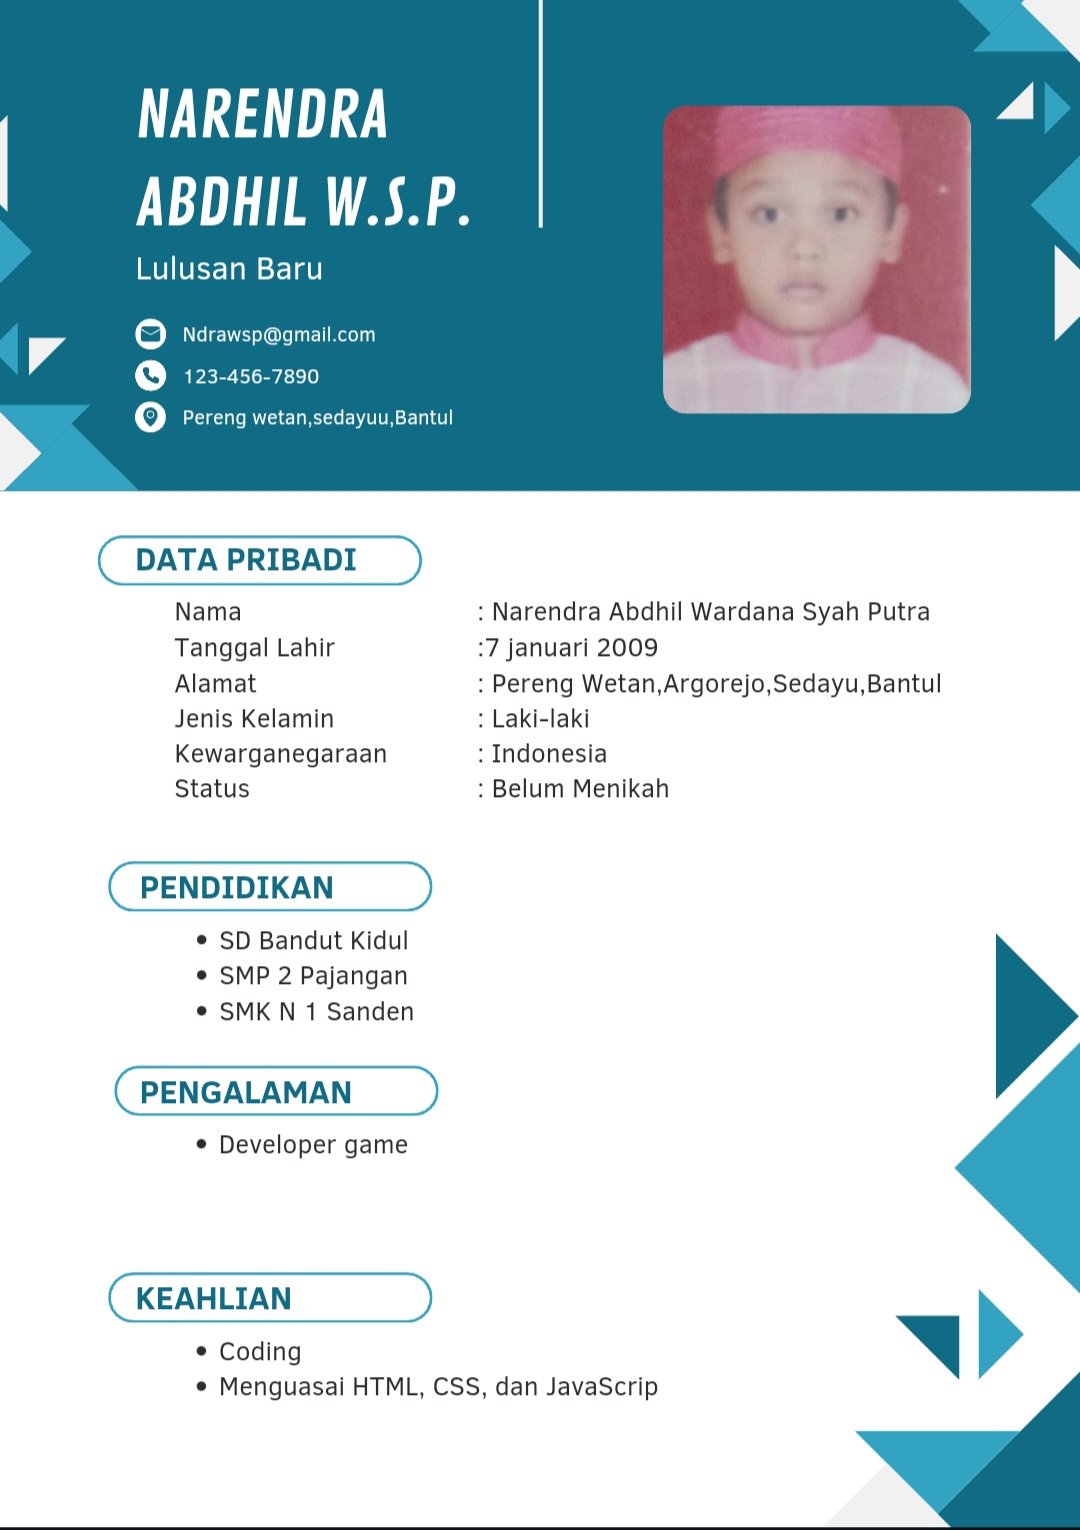 NARENDRA
ABDHIL W.S.P.
Lulusan Baru
Ndrawsp@gmail.com
123-456-7890
Pereng wetan,sedayuu,Bantul
DATA PRIBADI
Nama : Narendra Abdhil Wardana Syah Putra
Tanggal Lahir :7 januari 2009
Alamat : Pereng Wetan,Argorejo,Sedayu,Bantul
Jenis Kelamin : Laki-laki
Kewarganegaraan : Indonesia
Status : Belum Menikah
PENDIDIKAN
• SD Bandut Kidul
• SMP 2 Pajangan
• SMK N 1 Sanden
PENGALAMAN
• Developer game
KEAHLIAN
• Coding
• Menguasai HTML, CSS, dan JavaScrip